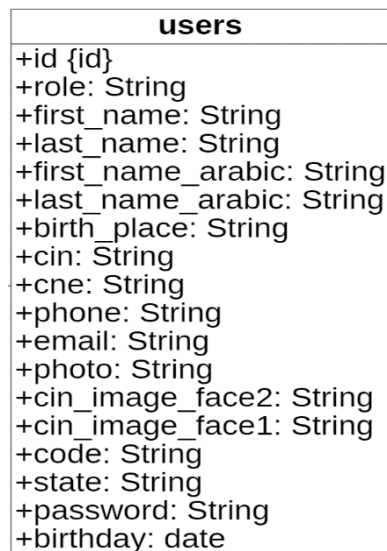 users
+id {id}
+role: String
+first_name: String
+last_name: String
+first_name_arabic: String
+last_name_arabic: String
+birth_place: String
+cin: String
+cne: String
+phone: String
+email: String
+photo: String
+cin_image_face2: String
+cin_image_face1: String
+code: String
+state: String
+password: String
+birthday: date